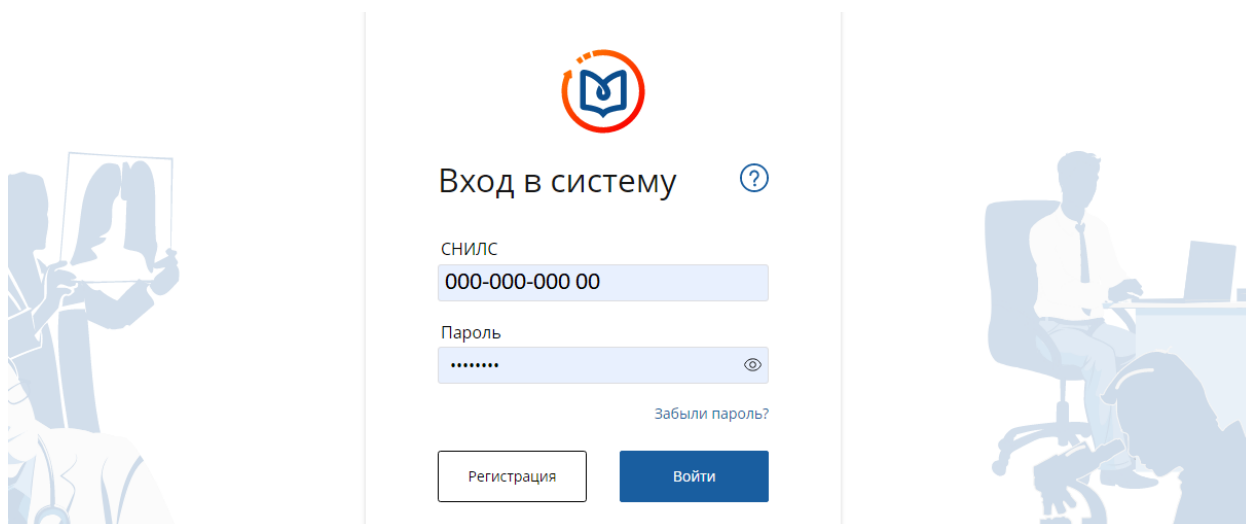 Вход в систему
?
СНИЛС
000-000-000 00
Пароль
••••••••
Забыли пароль?
Регистрация
Войти